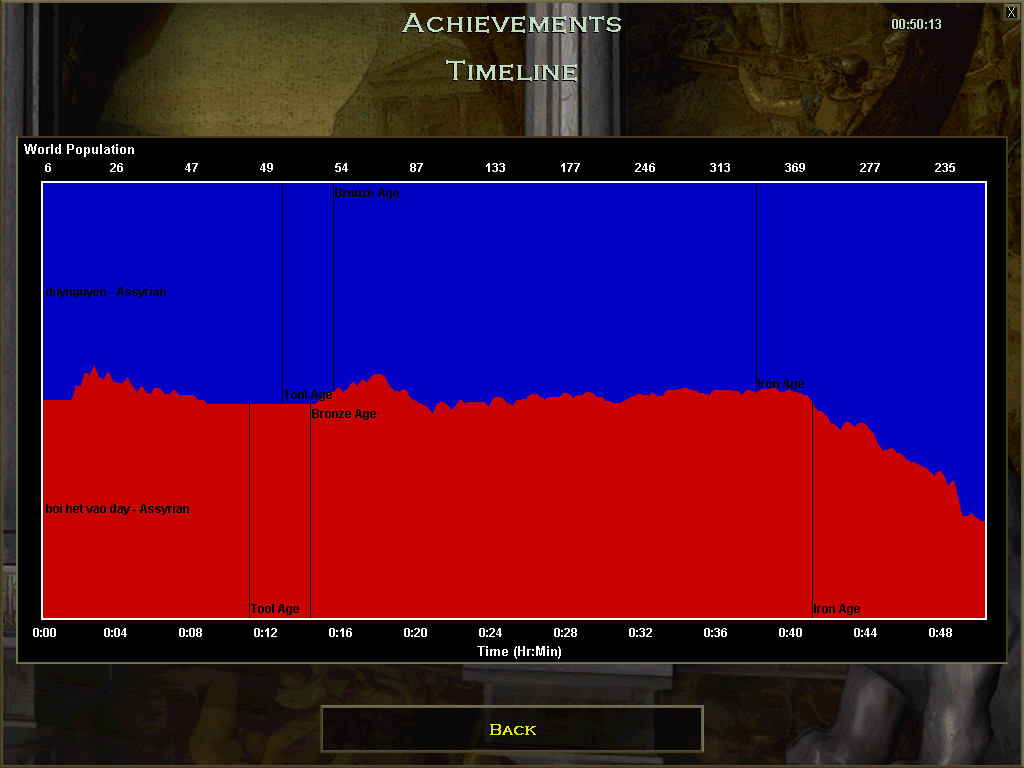 Achievements
00:50:13
X
Timeline
World Population
6 26 47 49 54 87 133 177 246 313 369 277 235
Bronze Age
duynguyen - Assyrian
Iron Age
Tool Age
Bronze Age
boi het vao day - Assyrian
Tool Age
Iron Age
0:00 0:04 0:08 0:12 0:16 0:20 0:24 0:28 0:32 0:36 0:40 0:44 0:48
Time (Hr:Min)
Back